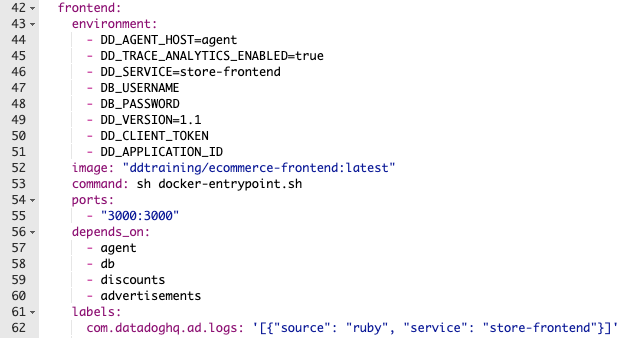 42 frontend:
43 environment:
44 - DD_AGENT_HOST=agent
45 - DD_TRACE_ANALYTICS_ENABLED=true
46 - DD_SERVICE=store-frontend
47 - DB_USERNAME
48 - DB_PASSWORD
49 - DD_VERSION=1.1
50 - DD_CLIENT_TOKEN
51 - DD_APPLICATION_ID
52 image: "ddtraining/ecommerce-frontend:latest"
53 command: sh docker-entrypoint.sh
54 ports:
55 - "3000:3000"
56 depends_on:
57 - agent
58 - db
59 - discounts
60 - advertisements
61 labels:
62 com.datadoghq.ad.logs: '[{"source": "ruby", "service": "store-frontend"}]'